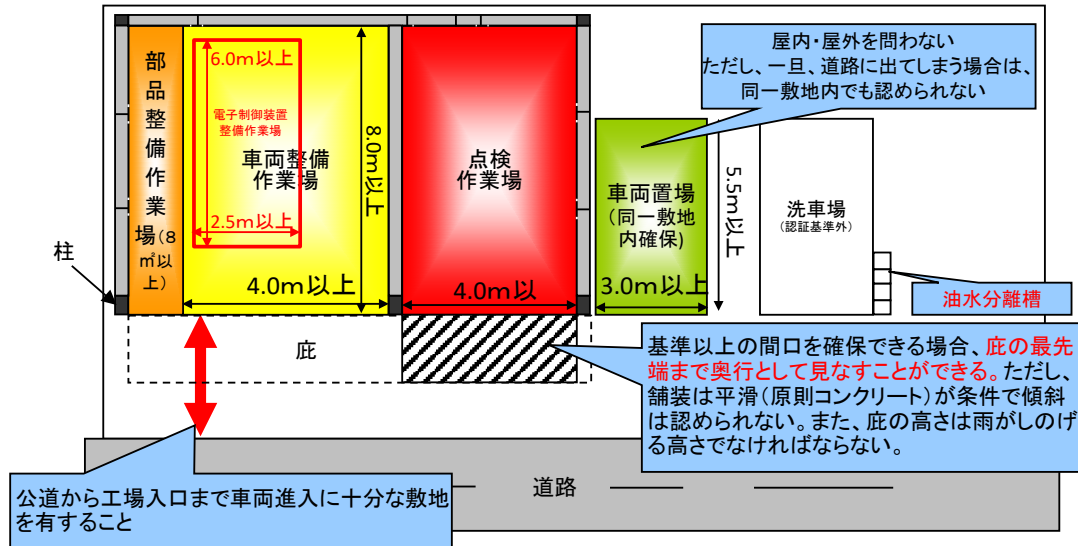 屋内・屋外を問わない
ただし、一旦、道路に出てしまう場合は、
同一敷地内でも認められない
部品整備作業場(8㎡以上)
6.0m以上
電子制御装置
整備作業場
車両整備
作業場
2.5m以上
8.0m以上
4.0m以上
点検
作業場
4.0m以
車両置場
(同一敷地
内確保)
3.0m以上
5.5m以上
洗車場
(認証基準外)
油水分離槽
柱
庇
基準以上の間口を確保できる場合、庇の最先
端まで奥行として見なすことができる。ただし、
舗装は平滑(原則コンクリート)が条件で傾斜
は認められない。また、庇の高さは雨がしのげ
る高さでなければならない。
道路
公道から工場入口まで車両進入に十分な敷地
を有すること